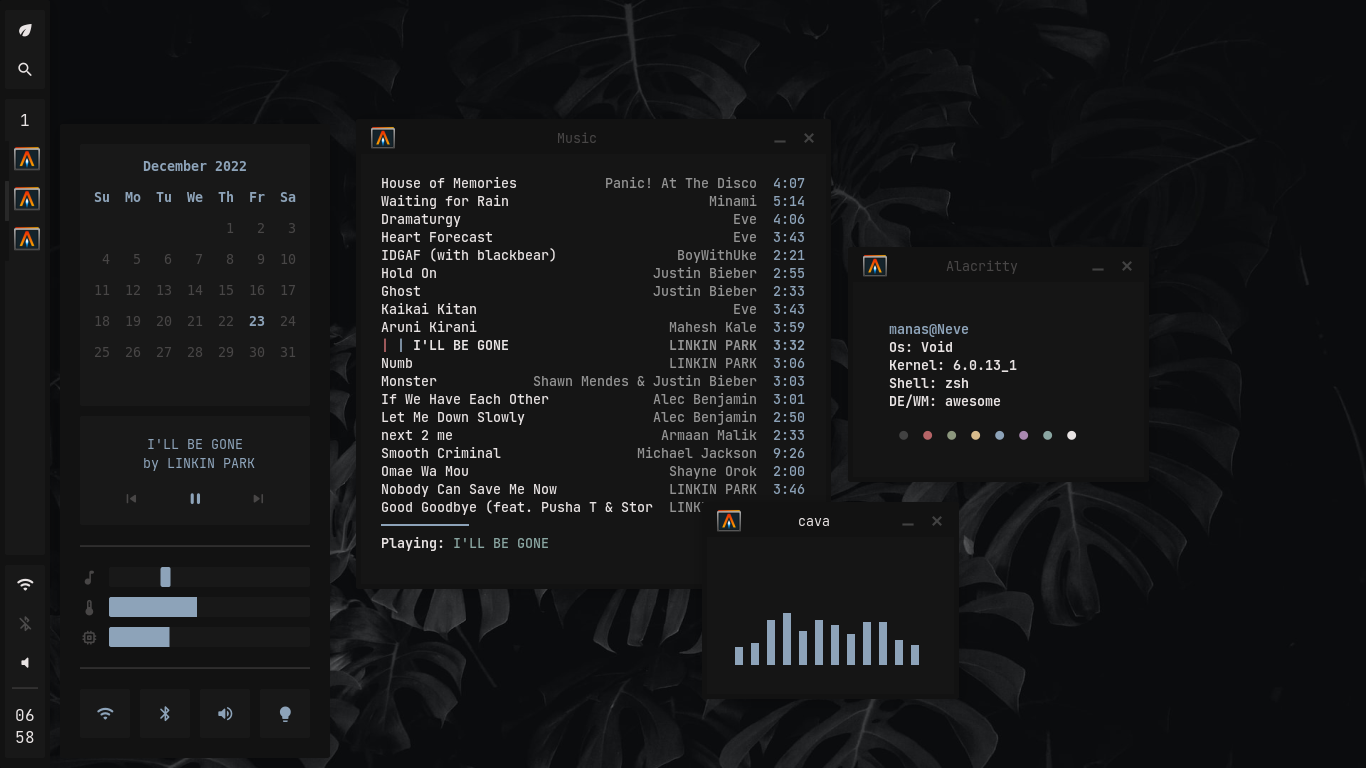 1
06
58
December 2022
Su Mo Tu We Th Fr Sa
1 2 3
4 5 6 7 8 9 10
11 12 13 14 15 16 17
18 19 20 21 22 23 24
25 26 27 28 29 30 31
I'LL BE GONE
by LINKIN PARK
Music
House of Memories Panic! At The Disco 4:07
Waiting for Rain Minami 5:14
Dramaturgy Eve 4:06
Heart Forecast Eve 3:43
IDGAF (with blackbear) BoyWithUke 2:21
Hold On Justin Bieber 2:55
Ghost Justin Bieber 2:33
Kaikai Kitan Eve 3:43
Aruni Kirani Mahesh Kale 3:59
| | I'LL BE GONE LINKIN PARK 3:32
Numb LINKIN PARK 3:06
Monster Shawn Mendes & Justin Bieber 3:03
If We Have Each Other Alec Benjamin 3:01
Let Me Down Slowly Alec Benjamin 2:50
next 2 me Armaan Malik 2:33
Smooth Criminal Michael Jackson 9:26
Omae Wa Mou Shayne Orok 2:00
Nobody Can Save Me Now LINKIN PARK 3:46
Good Goodbye (feat. Pusha T & Stor LINK
Playing: I'LL BE GONE
Alacritty
manas@Neve
Os: Void
Kernel: 6.0.13_1
Shell: zsh
DE/WM: awesome
cava